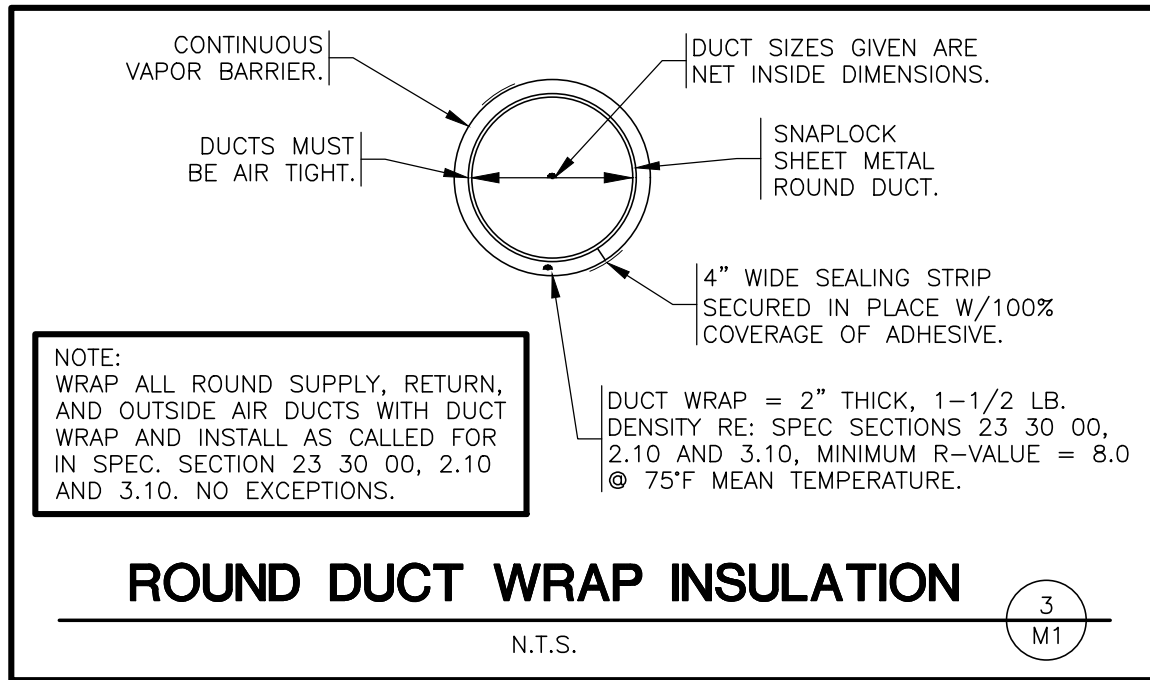 CONTINUOUS
VAPOR BARRIER.
DUCT SIZES GIVEN ARE
NET INSIDE DIMENSIONS.
DUCTS MUST
BE AIR TIGHT.
SNAPLOCK
SHEET METAL
ROUND DUCT.
4" WIDE SEALING STRIP
SECURED IN PLACE W/100%
COVERAGE OF ADHESIVE.
NOTE:
WRAP ALL ROUND SUPPLY, RETURN,
AND OUTSIDE AIR DUCTS WITH DUCT
WRAP AND INSTALL AS CALLED FOR
IN SPEC. SECTION 23 30 00, 2.10
AND 3.10. NO EXCEPTIONS.
DUCT WRAP = 2" THICK, 1-1/2 LB.
DENSITY RE: SPEC SECTIONS 23 30 00,
2.10 AND 3.10, MINIMUM R-VALUE = 8.0
@ 75°F MEAN TEMPERATURE.
ROUND DUCT WRAP INSULATION
N.T.S.
3
M1